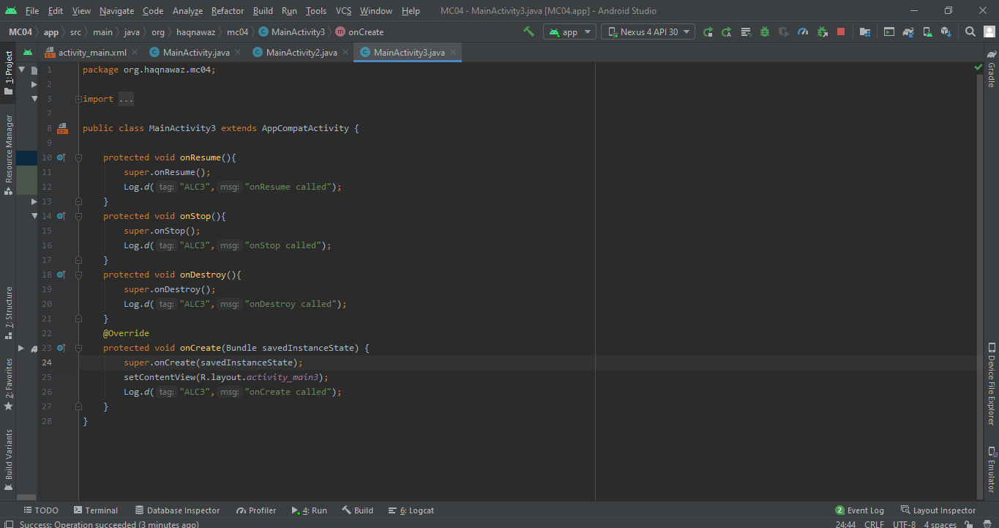 File Edit View Navigate Code Analyze Refactor Build Run Tools VCS Window Help MC04 - MainActivity3.java [MC04.app] - Android Studio
MC04 app src main java org haqnawaz mc04 MainActivity3 onCreate app Nexus 4 API 30
activity_main.xml MainActivity.java MainActivity2.java MainActivity3.java
1: Project
Resource Manager
7: Structure
2: Favorites
Build Variants
1 package org.haqnawaz.mc04;
2
3 import ...
7
8 public class MainActivity3 extends AppCompatActivity {
9
10 protected void onResume(){
11 super.onResume();
12 Log.d( tag: "ALC3", msg: "onResume called");
13 }
14 protected void onStop(){
15 super.onStop();
16 Log.d( tag: "ALC3", msg: "onStop called");
17 }
18 protected void onDestroy(){
19 super.onDestroy();
20 Log.d( tag: "ALC3", msg: "onDestroy called");
21 }
22 @Override
23 protected void onCreate(Bundle savedInstanceState) {
24 super.onCreate(savedInstanceState);
25 setContentView(R.layout.activity_main3);
26 Log.d( tag: "ALC3", msg: "onCreate called");
27 }
28 }
Gradle
Device File Explorer
Emulator
TODO Terminal Database Inspector Profiler 4: Run Build 6: Logcat 2 Event Log Layout Inspector
Success: Operation succeeded (3 minutes ago) 24:44 CRLF UTF-8 4 spaces